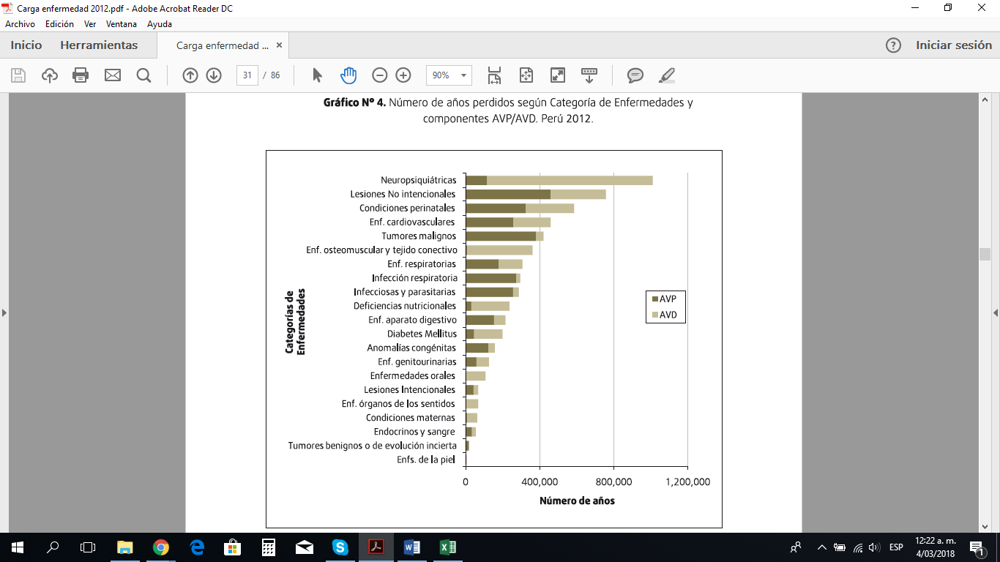 Carga enfermedad 2012.pdf - Adobe Acrobat Reader DC
Archivo Edición Ver Ventana Ayuda
Inicio Herramientas Carga enfermedad ... × Iniciar sesión
31 / 86 90%
Gráfico Nº 4. Número de años perdidos según Categoría de Enfermedades y
componentes AVP/AVD. Perú 2012.
Categorías de
Enfermedades
Neuropsiquiátricas
Lesiones No intencionales
Condiciones perinatales
Enf. cardiovasculares
Tumores malignos
Enf. osteomuscular y tejido conectivo
Enf. respiratorias
Infección respiratoria
Infecciosas y parasitarias
Deficiencias nutricionales
Enf. aparato digestivo
Diabetes Mellitus
Anomalías congénitas
Enf. genitourinarias
Enfermedades orales
Lesiones Intencionales
Enf. órganos de los sentidos
Condiciones maternas
Endocrinos y sangre
Tumores benignos o de evolución incierta
Enfs. de la piel
AVP
AVD
0 400,000 800,000 1,200,000
Número de años
ESP
12:22 a. m.
4/03/2018
1